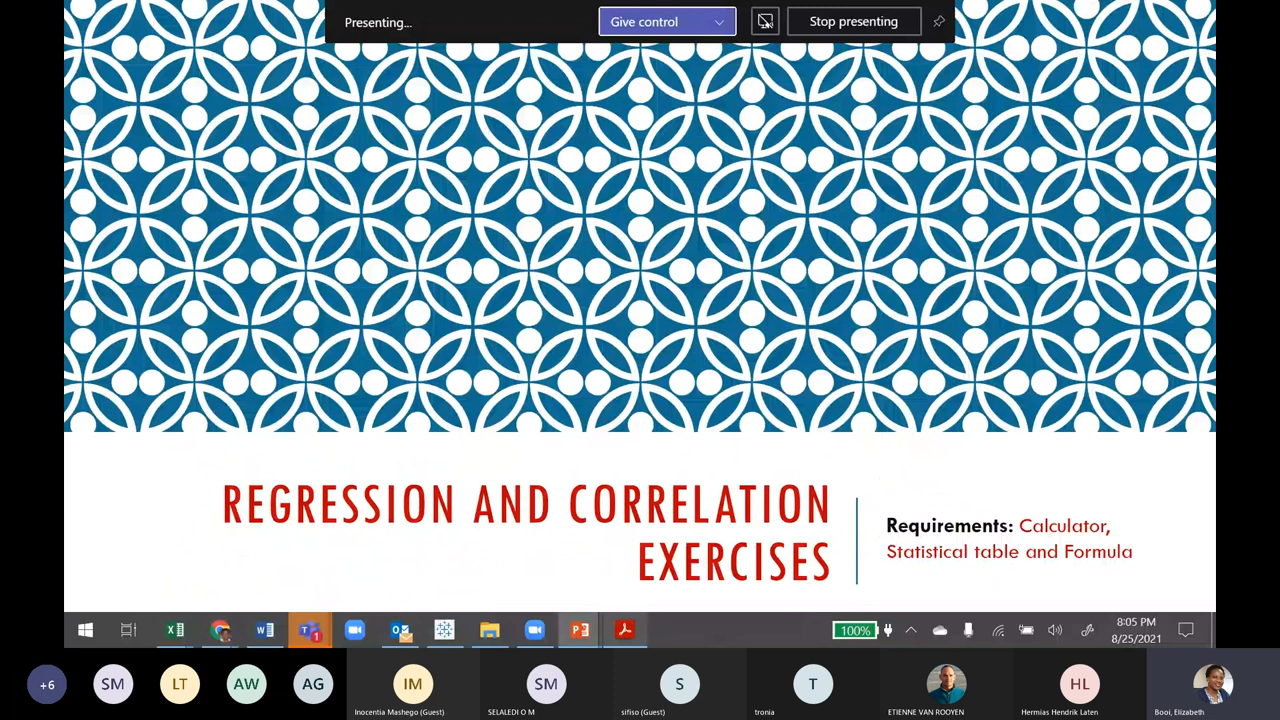 Presenting...
Give control
Stop presenting
REGRESSION AND CORRELATION
EXERCISES
Requirements: Calculator,
Statistical table and Formula
1
100%
8:05 PM
8/25/2021
+6
SM
LT
AW
AG
IM
Inocentia Mashego (Guest)
SM
SELALEDI O M
S
sifiso (Guest)
T
tronia
ETIENNE VAN ROOYEN
HL
Hermias Hendrik Laten
Booi, Elizabeth